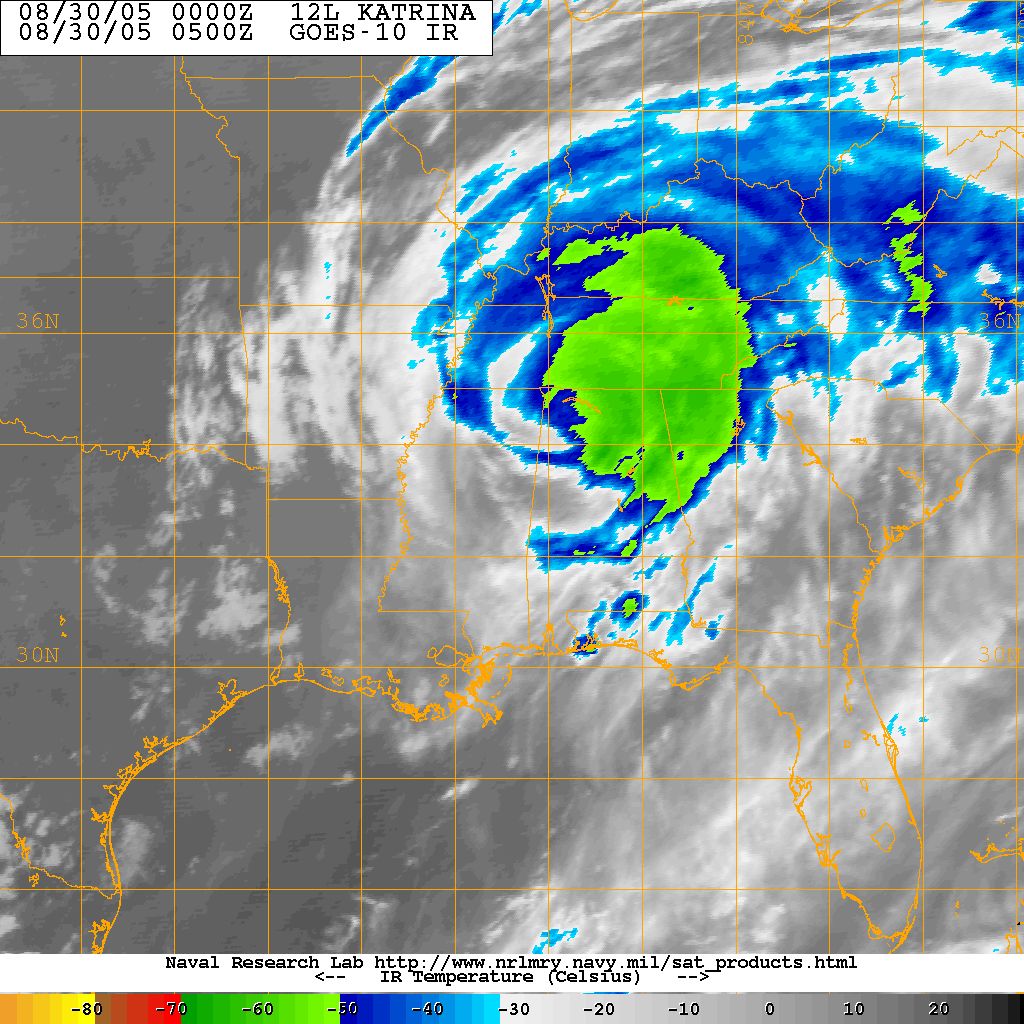 08/30/05 0000Z 12L KATRINA
08/30/05 0500Z GOES-10 IR
36N
36N
30N
30N
Naval Research Lab http://www.nrlmry.navy.mil/sat_products.html
<-- IR Temperature (Celsius) -->
-80 -70 -60 -50 -40 -30 -20 -10 0 10 20